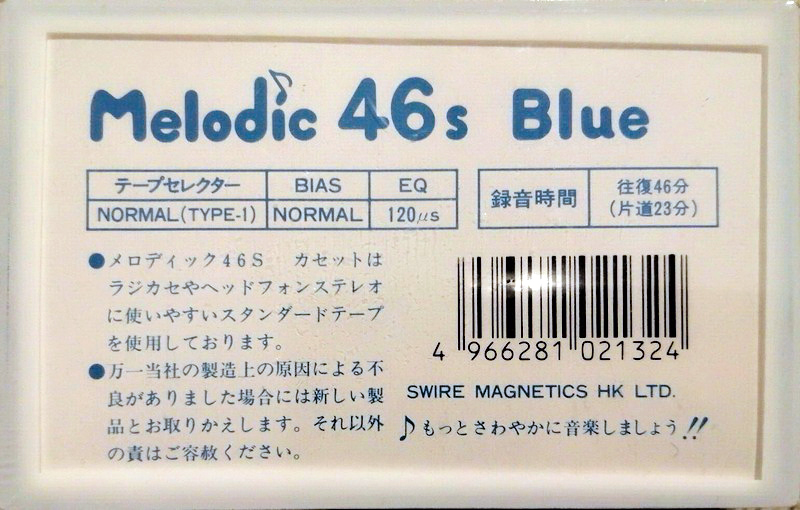 Melodic 46s Blue
テープセレクター BIAS EQ
NORMAL(TYPE-1) NORMAL 120μs
録音時間 往復46分
(片道23分)
●メロディック46S カセットは
ラジカセやヘッドフォンステレオ
に使いやすいスタンダードテープ
を使用しております。
●万一当社の製造上の原因による不
良がありました場合には新しい製
品とお取りかえします。それ以外
の責はご容赦ください。
4 966281 021324
SWIRE MAGNETICS HK LTD.
♪もっとさわやかに音楽しましょう!!